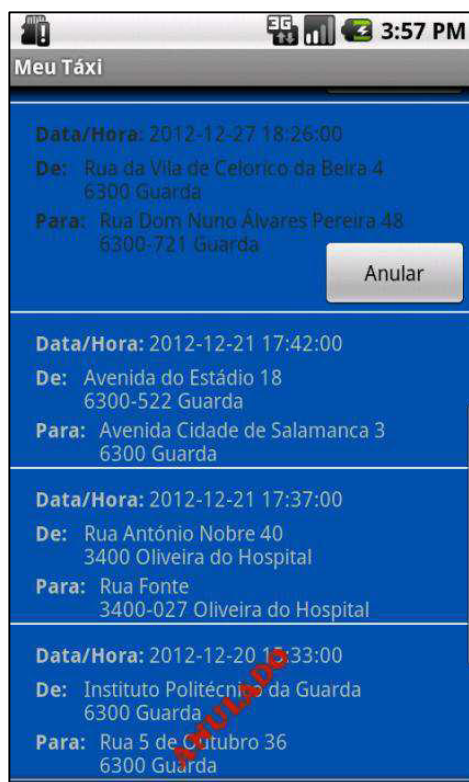 3G
3:57 PM
Meu Táxi
Data/Hora: 2012-12-27 18:26:00
De: Rua da Vila de Celorico da Beira 4
6300 Guarda
Para: Rua Dom Nuno Álvares Pereira 48
6300-721 Guarda
Anular
Data/Hora: 2012-12-21 17:42:00
De: Avenida do Estádio 18
6300-522 Guarda
Para: Avenida Cidade de Salamanca 3
6300 Guarda
Data/Hora: 2012-12-21 17:37:00
De: Rua António Nobre 40
3400 Oliveira do Hospital
Para: Rua Fonte
3400-027 Oliveira do Hospital
Data/Hora: 2012-12-20 15:33:00
De: Instituto Politécnico da Guarda
6300 Guarda
Para: Rua 5 de Outubro 36
6300 Guarda
ANULADO